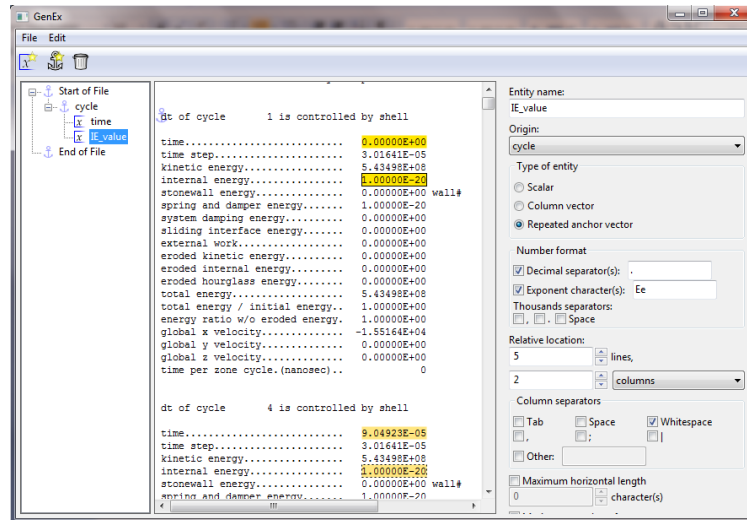 GenEx
File Edit
Start of File
cycle
x time
x IE_value
End of File
dt of cycle 1 is controlled by shell
time........................... 0.00000E+00
time step...................... 3.01641E-05
kinetic energy................. 5.43498E+08
internal energy................ 1.00000E-20
stonewall energy............... 0.00000E+00 wall#
spring and damper energy....... 1.00000E-20
system damping energy.......... 0.00000E+00
sliding interface energy....... 0.00000E+00
external work.................. 0.00000E+00
eroded kinetic energy.......... 0.00000E+00
eroded internal energy......... 0.00000E+00
eroded hourglass energy........ 0.00000E+00
total energy................... 5.43498E+08
total energy / initial energy.. 1.00000E+00
energy ratio w/o eroded energy. 1.00000E+00
global x velocity.............. -1.55164E+04
global y velocity.............. 0.00000E+00
global z velocity.............. 0.00000E+00
time per zone cycle.(nanosec).. 0
dt of cycle 4 is controlled by shell
time........................... 9.04923E-05
time step...................... 3.01641E-05
kinetic energy................. 5.43498E+08
internal energy................ 1.00000E-20
stonewall energy............... 0.00000E+00 wall#
spring and damper energy....... 1.00000E-20
Entity name:
IE_value
Origin:
cycle
Type of entity
Scalar
Column vector
Repeated anchor vector
Number format
Decimal separator(s): .
Exponent character(s): Ee
Thousands separators:
, . Space
Relative location:
5 lines,
2 columns
Column separators
Tab Space Whitespace
, ; |
Other:
Maximum horizontal length
0 character(s)